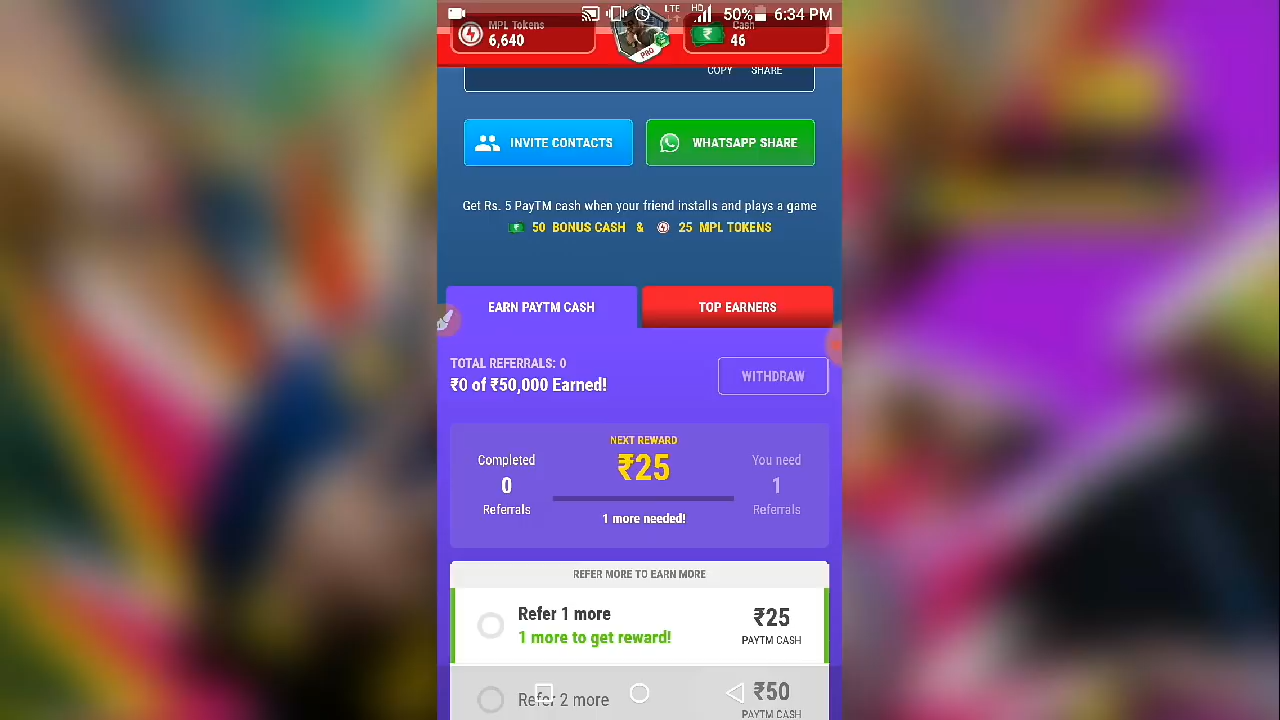 LTE HD 50% 6:34 PM
MPL Tokens
6,640
PRO
Cash
46
COPY SHARE
INVITE CONTACTS
WHATSAPP SHARE
Get Rs. 5 PayTM cash when your friend installs and plays a game
50 BONUS CASH & 25 MPL TOKENS
EARN PAYTM CASH
TOP EARNERS
TOTAL REFERRALS: 0
₹0 of ₹50,000 Earned!
WITHDRAW
NEXT REWARD
₹25
Completed
0
Referrals
1 more needed!
You need
1
Referrals
REFER MORE TO EARN MORE
Refer 1 more
1 more to get reward!
₹25
PAYTM CASH
Refer 2 more
₹50
PAYTM CASH